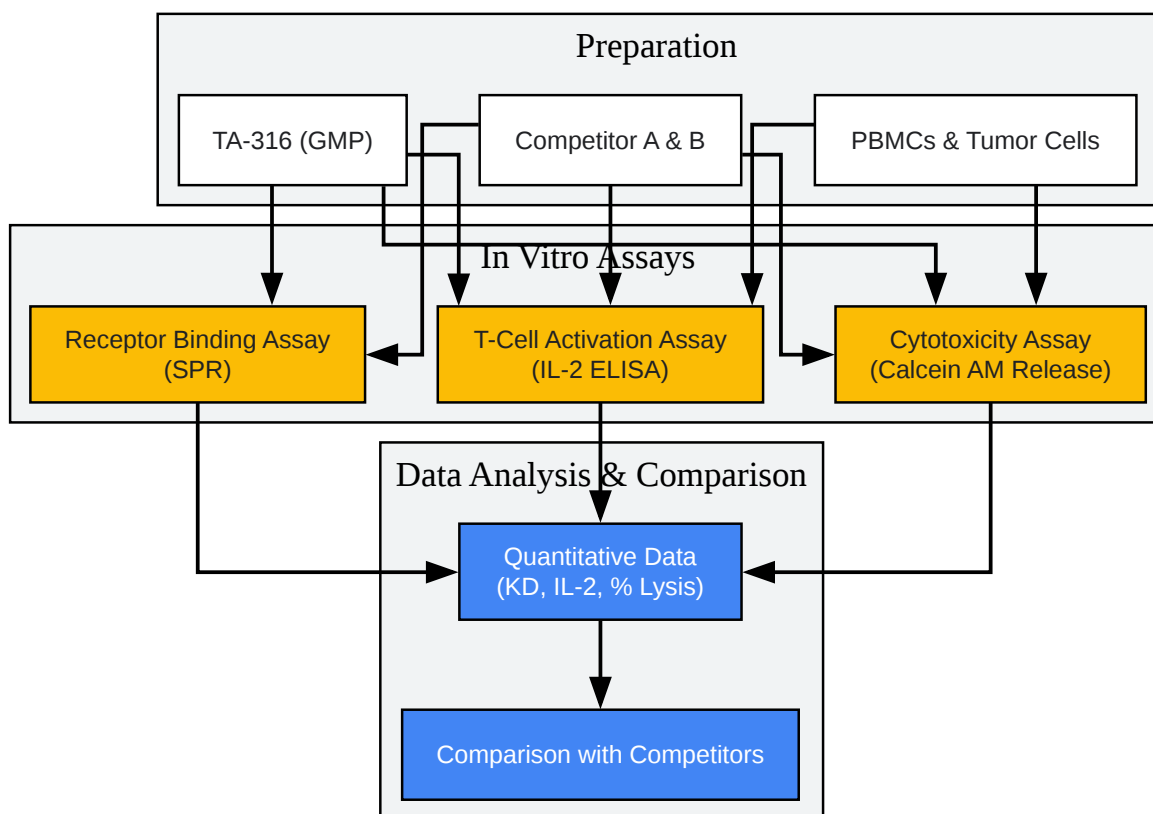 Preparation
TA-316 (GMP)
Competitor A & B
PBMCs & Tumor Cells
In Vitro Assays
Receptor Binding Assay
(SPR)
T-Cell Activation Assay
(IL-2 ELISA)
Cytotoxicity Assay
(Calcein AM Release)
Data Analysis & Comparison
Quantitative Data
(KD, IL-2, % Lysis)
Comparison with Competitors